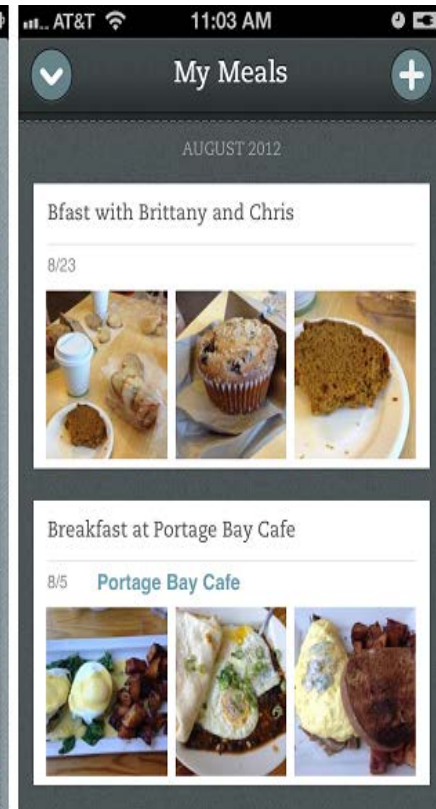 AT&T 11:03 AM
My Meals
AUGUST 2012
Bfast with Brittany and Chris
8/23
Breakfast at Portage Bay Cafe
8/5 Portage Bay Cafe